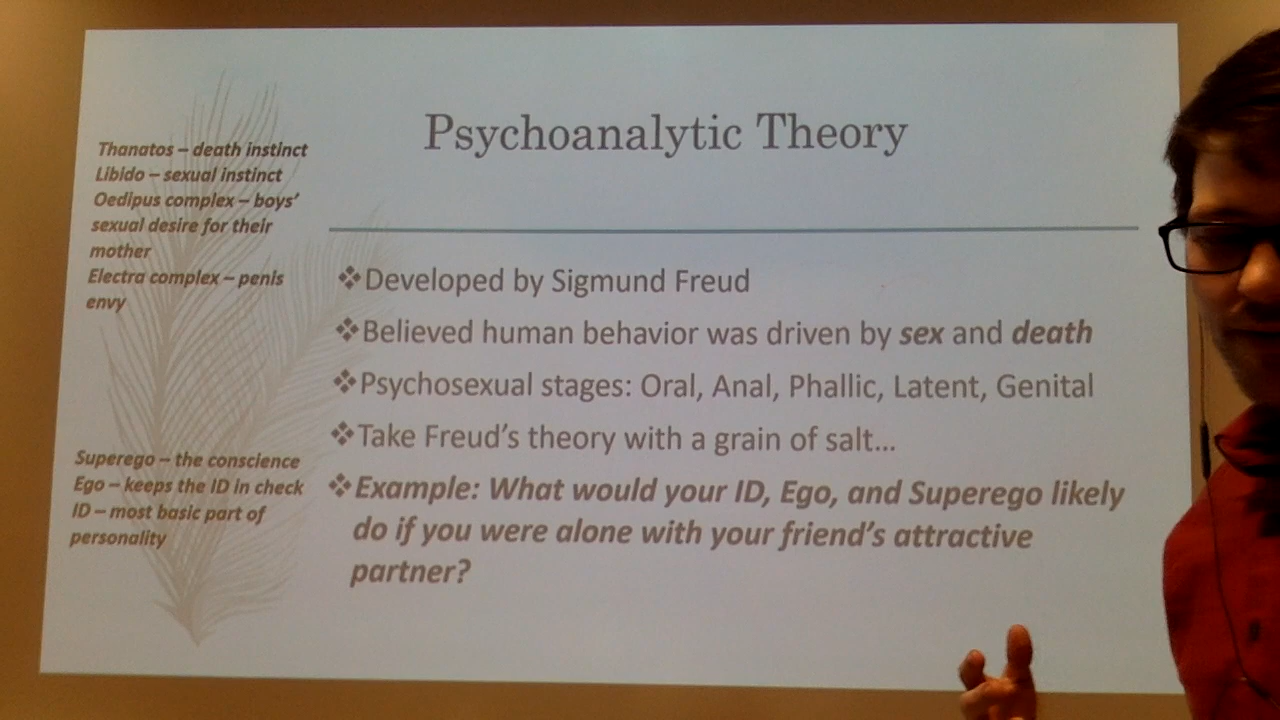 Psychoanalytic Theory
Thanatos – death instinct
Libido – sexual instinct
Oedipus complex – boys'
sexual desire for their
mother
Electra complex – penis
envy
❖Developed by Sigmund Freud
❖Believed human behavior was driven by sex and death
❖Psychosexual stages: Oral, Anal, Phallic, Latent, Genital
❖Take Freud's theory with a grain of salt...
❖Example: What would your ID, Ego, and Superego likely
do if you were alone with your friend's attractive
partner?
Superego – the conscience
Ego – keeps the ID in check
ID – most basic part of
personality